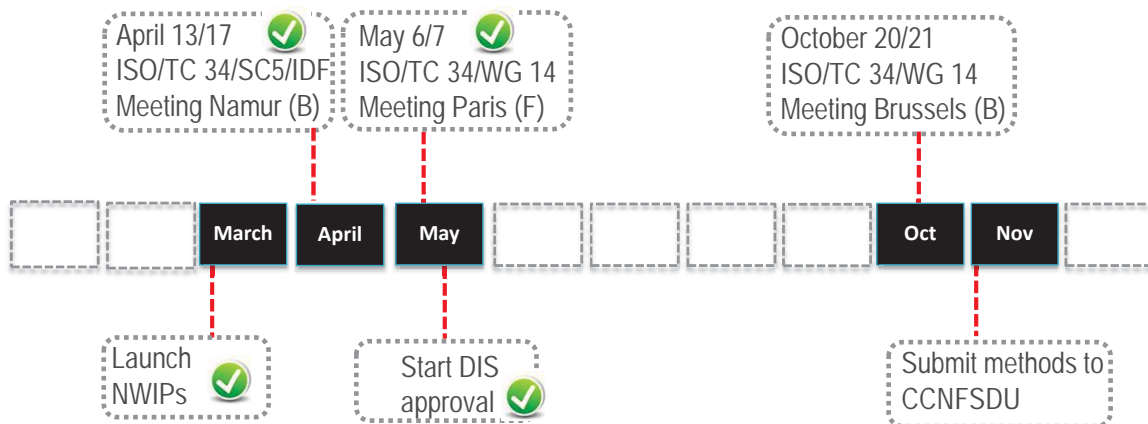 April 13/17
ISO/TC 34/SC5/IDF
Meeting Namur (B)
May 6/7
ISO/TC 34/WG 14
Meeting Paris (F)
October 20/21
ISO/TC 34/WG 14
Meeting Brussels (B)
March
April
May
Oct
Nov
Launch
NWIPs
Start DIS
approval
Submit methods to
CCNFSDU